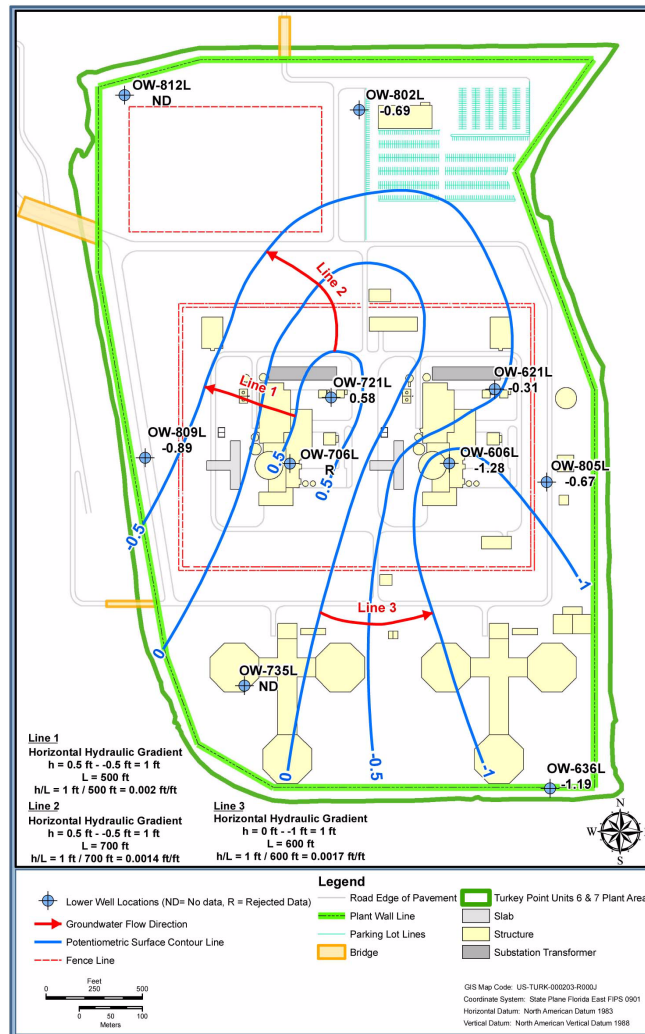 OW-812L
ND
OW-802L
-0.69
Line 2
Line 1
OW-721L
0.58
OW-621L
-0.31
OW-809L
-0.89
OW-706L
R
0.5
0.5
OW-606L
-1.28
OW-805L
-0.67
-0.5
-1
0
Line 3
OW-735L
ND
0
-0.5
-1
OW-636L
-1.19
Line 1
Horizontal Hydraulic Gradient
h = 0.5 ft - -0.5 ft = 1 ft
L = 500 ft
h/L = 1 ft / 500 ft = 0.002 ft/ft
Line 2
Horizontal Hydraulic Gradient
h = 0.5 ft - -0.5 ft = 1 ft
L = 700 ft
h/L = 1 ft / 700 ft = 0.0014 ft/ft
Line 3
Horizontal Hydraulic Gradient
h = 0 ft - -1 ft = 1 ft
L = 600 ft
h/L = 1 ft / 600 ft = 0.0017 ft/ft
N
W
E
S
Legend
Lower Well Locations (ND= No data, R = Rejected Data)
Groundwater Flow Direction
Potentiometric Surface Contour Line
Fence Line
Road Edge of Pavement
Plant Wall Line
Parking Lot Lines
Bridge
Turkey Point Units 6 & 7 Plant Area
Slab
Structure
Substation Transformer
Feet
0 250 500
0 50 100
Meters
GIS Map Code: US-TURK-000203-R000J
Coordinate System: State Plane Florida East FIPS 0901
Horizontal Datum: North American Datum 1983
Vertical Datum: North American Vertical Datum 1988